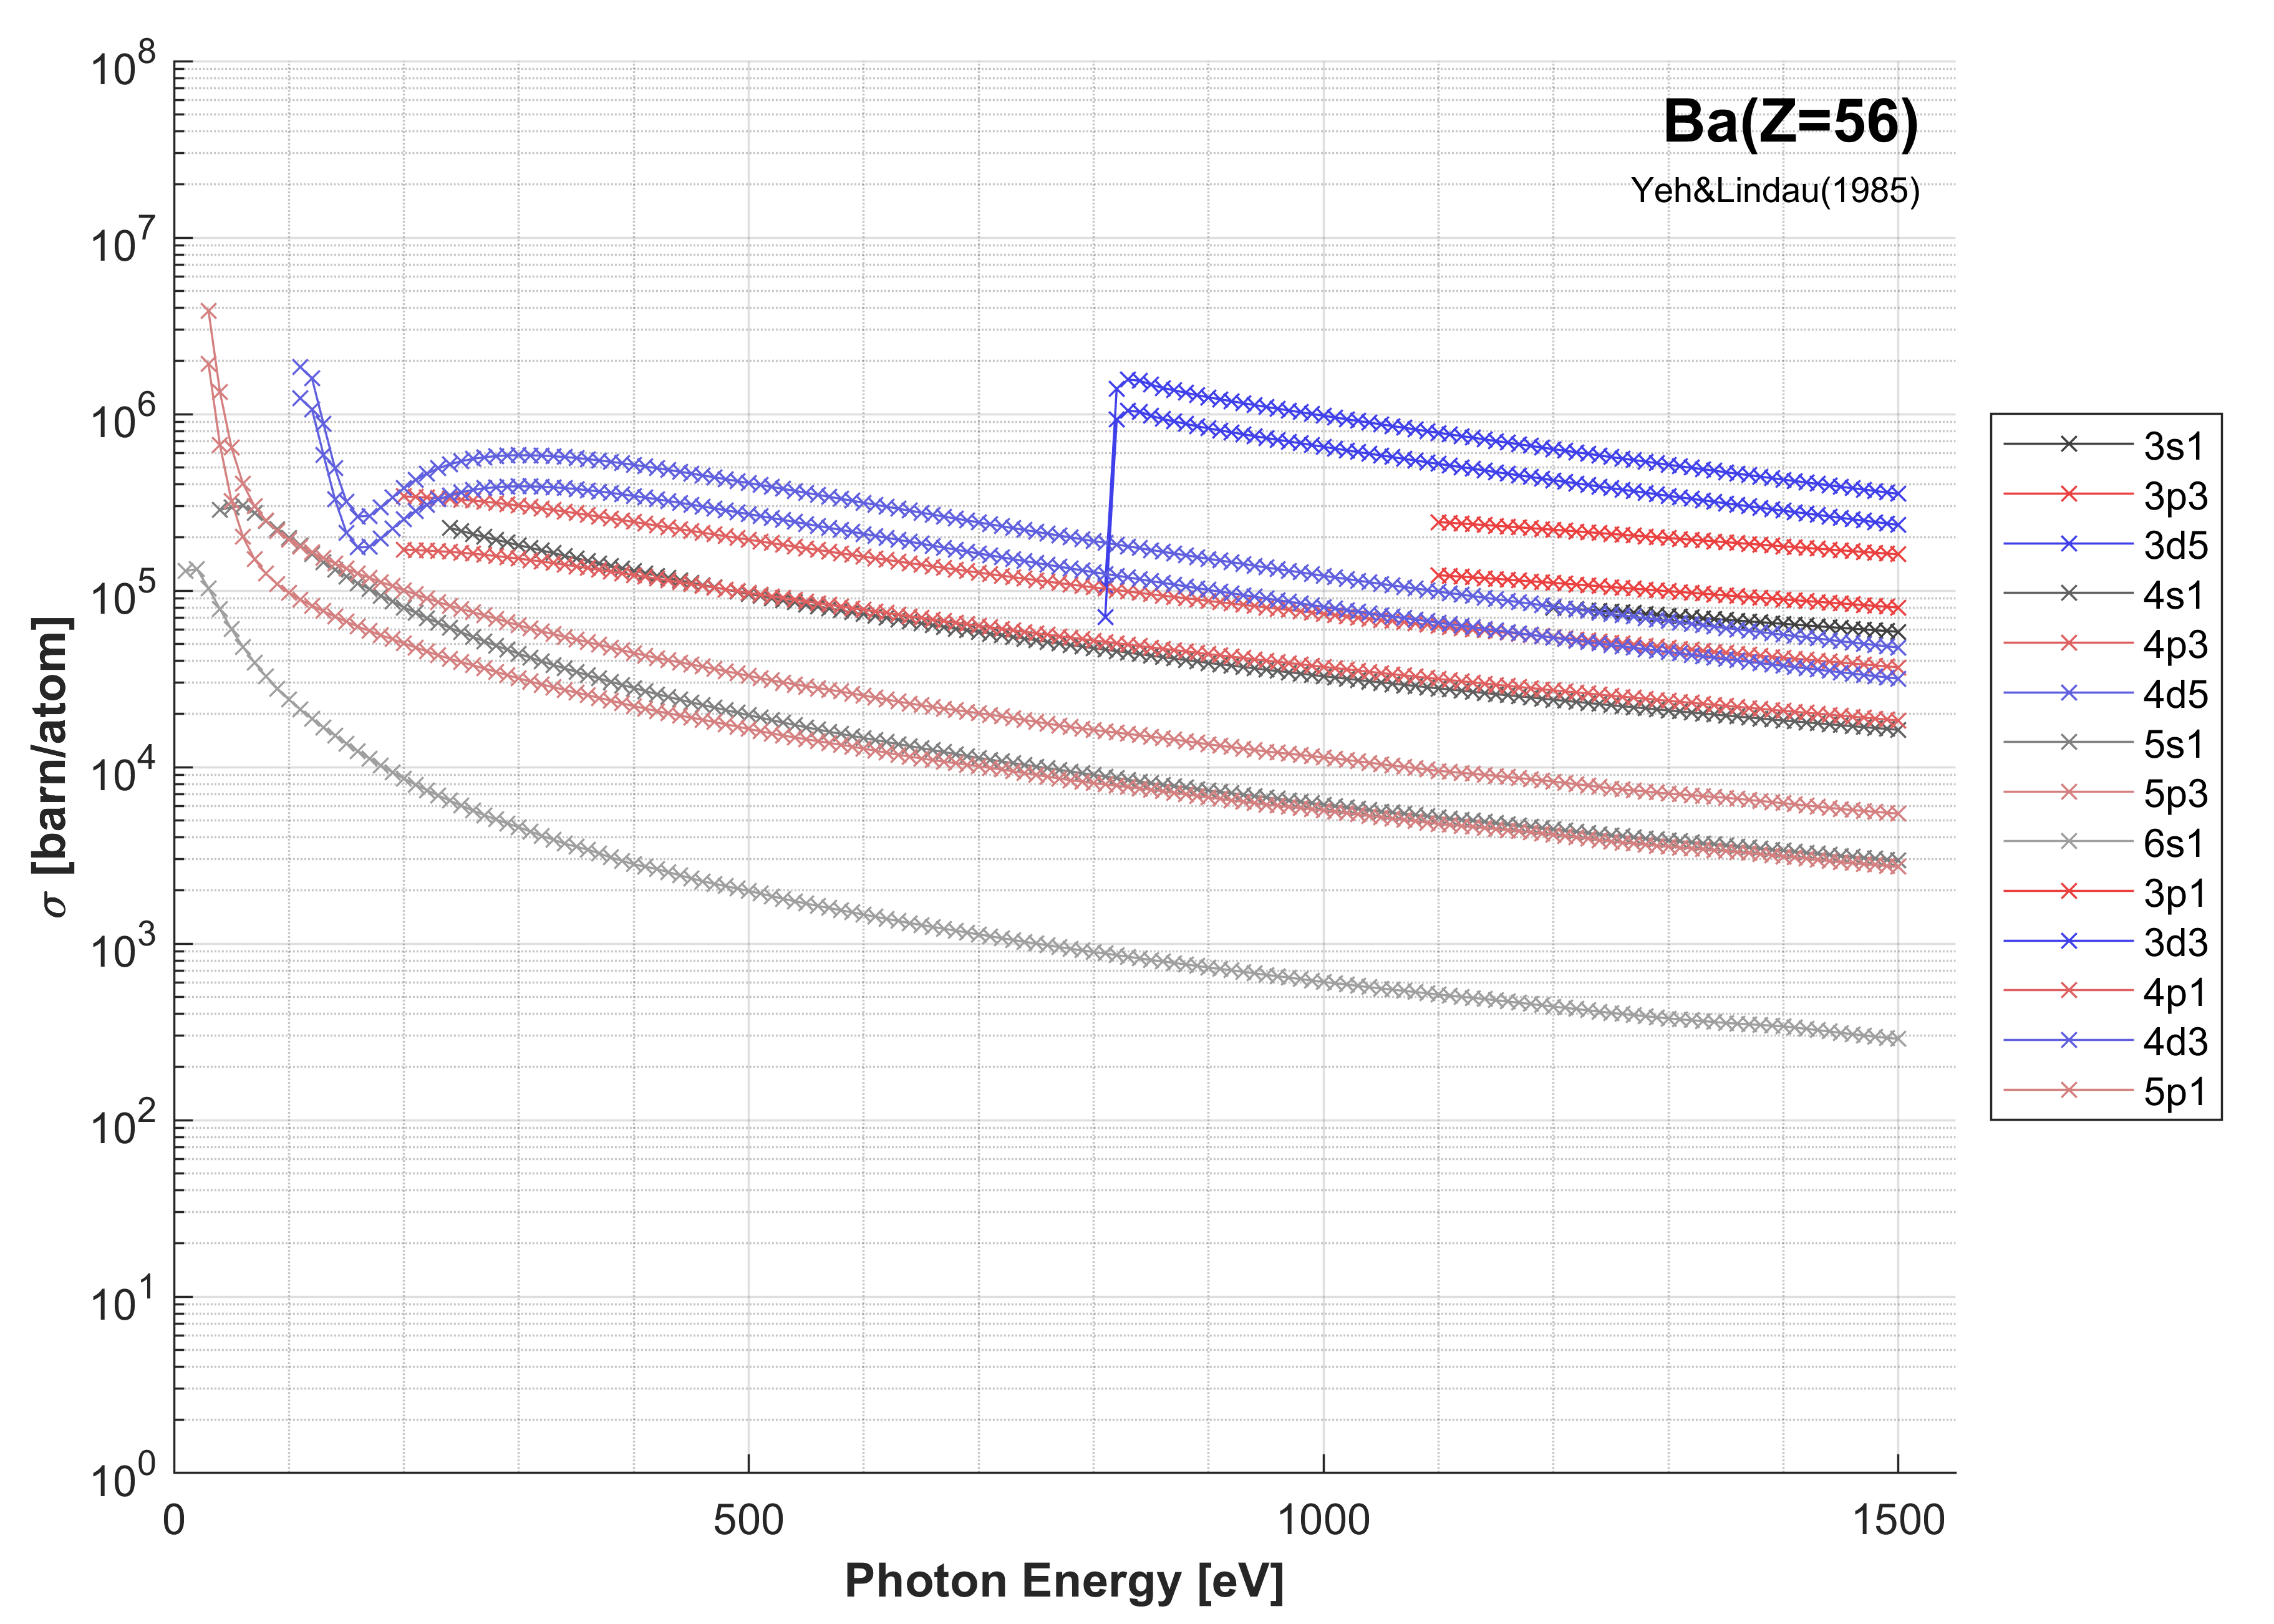 Ba(Z=56)
Yeh&Lindau(1985)
10^8
10^7
10^6
10^5
10^4
10^3
10^2
10^1
10^0
σ [barn/atom]
0
500
1000
1500
Photon Energy [eV]
3s1
3p3
3d5
4s1
4p3
4d5
5s1
5p3
6s1
3p1
3d3
4p1
4d3
5p1